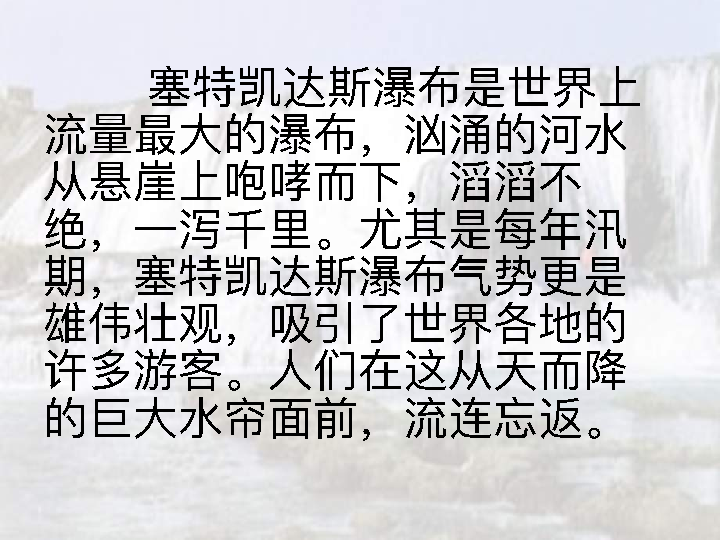 塞特凯达斯瀑布是世界上
流量最大的瀑布，汹涌的河水
从悬崖上咆哮而下，滔滔不
绝，一泻千里。尤其是每年汛
期，塞特凯达斯瀑布气势更是
雄伟壮观，吸引了世界各地的
许多游客。人们在这从天而降
的巨大水帘面前，流连忘返。